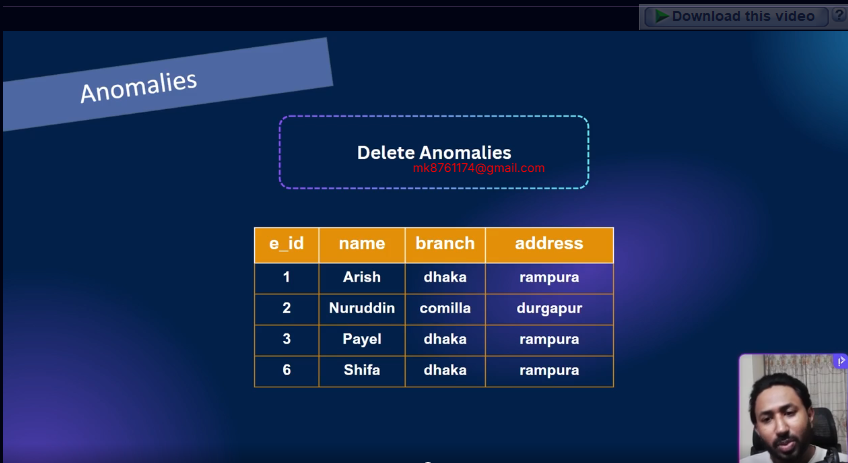 Download this video ?
Anomalies
Delete Anomalies
mk8761174@gmail.com
e_id name branch address
1 Arish dhaka rampura
2 Nuruddin comilla durgapur
3 Payel dhaka rampura
6 Shifa dhaka rampura